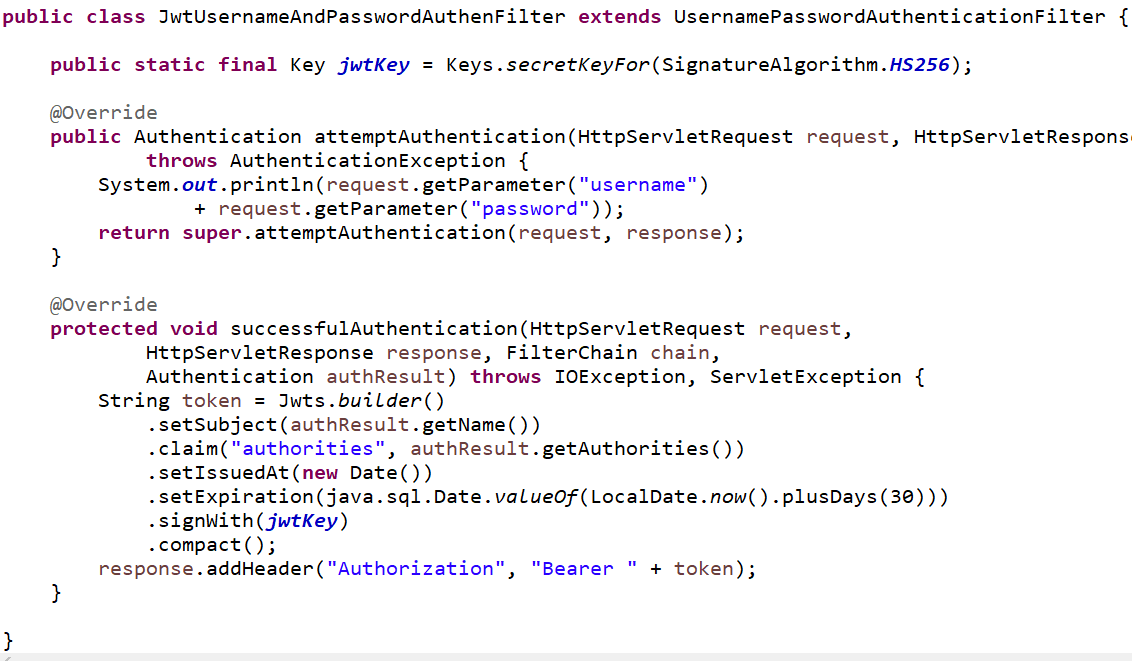 public class JwtUsernameAndPasswordAuthenFilter extends UsernamePasswordAuthenticationFilter {
public static final Key jwtKey = Keys.secretKeyFor(SignatureAlgorithm.HS256);
@Override
public Authentication attemptAuthentication(HttpServletRequest request, HttpServletRespons
throws AuthenticationException {
System.out.println(request.getParameter("username")
+ request.getParameter("password"));
return super.attemptAuthentication(request, response);
}
@Override
protected void successfulAuthentication(HttpServletRequest request,
HttpServletResponse response, FilterChain chain,
Authentication authResult) throws IOException, ServletException {
String token = Jwts.builder()
.setSubject(authResult.getName())
.claim("authorities", authResult.getAuthorities())
.setIssuedAt(new Date())
.setExpiration(java.sql.Date.valueOf(LocalDate.now().plusDays(30)))
.signWith(jwtKey)
.compact();
response.addHeader("Authorization", "Bearer " + token);
}
}